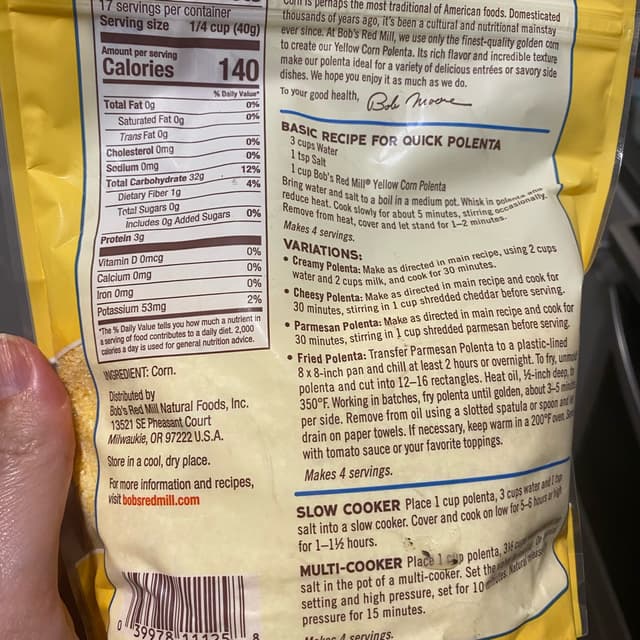 17 servings per container
Serving size 1/4 cup (40g)
Amount per serving
Calories 140
% Daily Value*
Total Fat 0g 0%
Saturated Fat 0g 0%
Trans Fat 0g
Cholesterol 0mg 0%
Sodium 0mg 0%
Total Carbohydrate 32g 12%
Dietary Fiber 1g 4%
Total Sugars 0g
Includes 0g Added Sugars 0%
Protein 3g
Vitamin D 0mcg 0%
Calcium 0mg 0%
Iron 0mg 0%
Potassium 53mg 2%
*The % Daily Value tells you how much a nutrient in
a serving of food contributes to a daily diet. 2,000
calories a day is used for general nutrition advice.
INGREDIENT: Corn.
Distributed by
Bob's Red Mill Natural Foods, Inc.
13521 SE Pheasant Court
Milwaukie, OR 97222 U.S.A.
Store in a cool, dry place.
For more information and recipes,
visit bobsredmill.com
0 39978 11125 8
Corn is perhaps the most traditional of American foods. Domesticated
thousands of years ago, it's been a cultural and nutritional mainstay
ever since. At Bob's Red Mill, we use only the finest-quality golden corn
to create our Yellow Corn Polenta. Its rich flavor and incredible texture
make our polenta ideal for a variety of delicious entrées or savory side
dishes. We hope you enjoy it as much as we do.
To your good health, Bob Moore
BASIC RECIPE FOR QUICK POLENTA
3 cups Water
1 tsp Salt
1 cup Bob's Red Mill® Yellow Corn Polenta
Bring water and salt to a boil in a medium pot. Whisk in polenta and
reduce heat. Cook slowly for about 5 minutes, stirring occasionally.
Remove from heat, cover and let stand for 1–2 minutes.
Makes 4 servings.
VARIATIONS:
• Creamy Polenta: Make as directed in main recipe, using 2 cups
water and 2 cups milk, and cook for 30 minutes.
• Cheesy Polenta: Make as directed in main recipe and cook for
30 minutes, stirring in 1 cup shredded cheddar before serving.
• Parmesan Polenta: Make as directed in main recipe and cook for
30 minutes, stirring in 1 cup shredded parmesan before serving.
• Fried Polenta: Transfer Parmesan Polenta to a plastic-lined
8 x 8-inch pan and chill at least 2 hours or overnight. To fry, unmold
polenta and cut into 12–16 rectangles. Heat oil, ½-inch deep, to
350°F. Working in batches, fry polenta until golden, about 3–5 minutes
per side. Remove from oil using a slotted spatula or spoon and
drain on paper towels. If necessary, keep warm in a 200°F oven.
with tomato sauce or your favorite toppings.
Makes 4 servings.
SLOW COOKER Place 1 cup polenta, 3 cups water and 1 tsp
salt into a slow cooker. Cover and cook on low for 5–6 hours or high
for 1–1½ hours.
MULTI-COOKER Place 1 cup polenta, 3½
salt in the pot of a multi-cooker. Set the
setting and high pressure, set for 10 minutes. Natural release
pressure for 15 minutes.
Makes 4 servings.